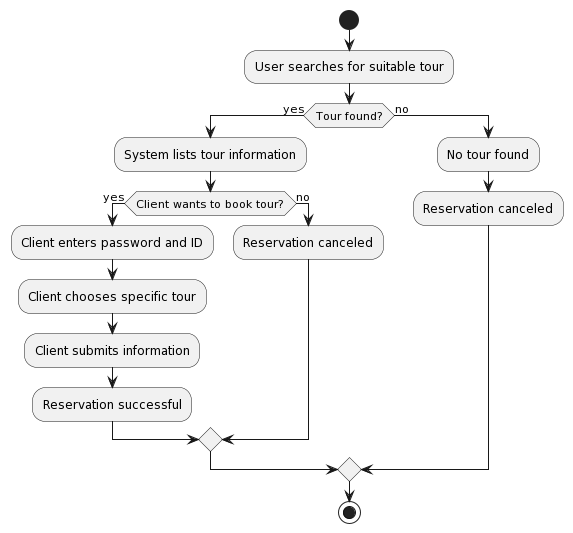 User searches for suitable tour
yes
Tour found?
no
System lists tour information
No tour found
yes
Client wants to book tour?
no
Reservation canceled
Client enters password and ID
Reservation canceled
Client chooses specific tour
Client submits information
Reservation successful